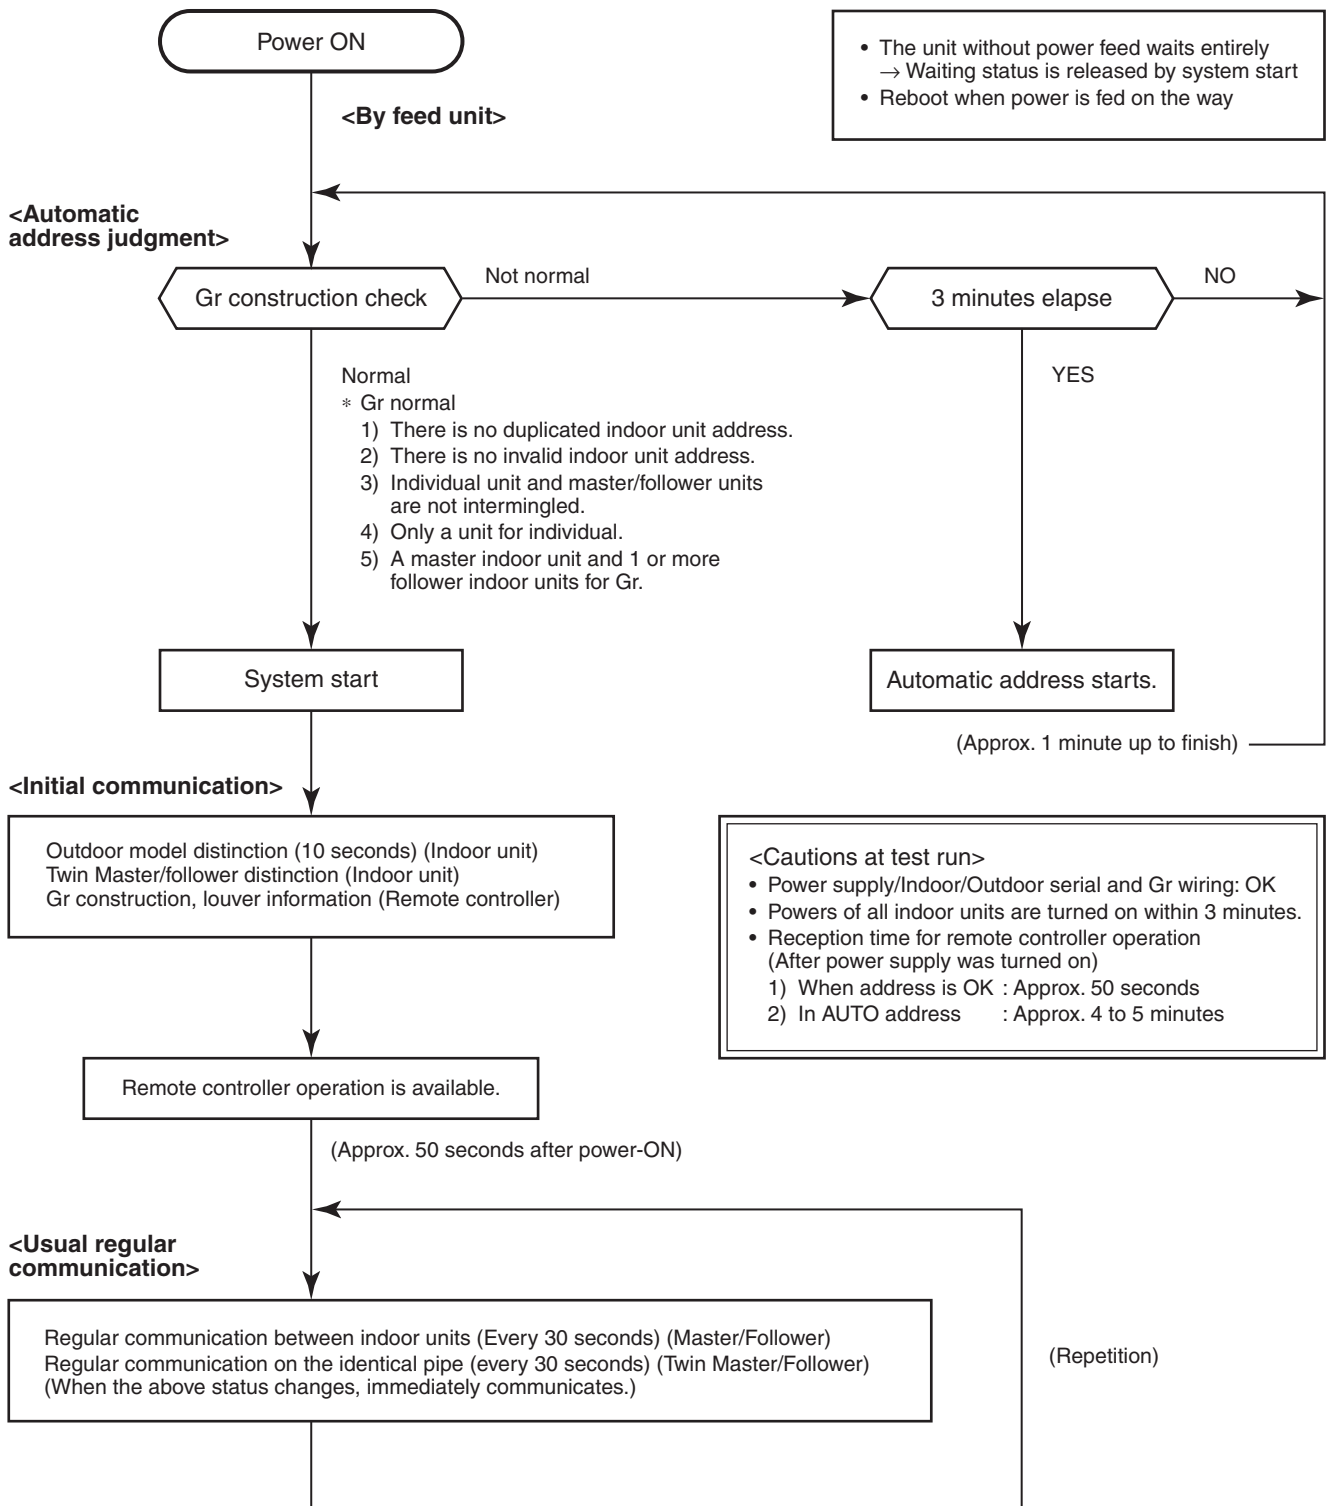 Power ON
• The unit without power feed waits entirely
→ Waiting status is released by system start
• Reboot when power is fed on the way
<By feed unit>
<Automatic
address judgment>
Gr construction check
Not normal
3 minutes elapse
NO
Normal
* Gr normal
1) There is no duplicated indoor unit address.
2) There is no invalid indoor unit address.
3) Individual unit and master/follower units
are not intermingled.
4) Only a unit for individual.
5) A master indoor unit and 1 or more
follower indoor units for Gr.
YES
System start
Automatic address starts.
(Approx. 1 minute up to finish)
<Initial communication>
Outdoor model distinction (10 seconds) (Indoor unit)
Twin Master/follower distinction (Indoor unit)
Gr construction, louver information (Remote controller)
<Cautions at test run>
• Power supply/Indoor/Outdoor serial and Gr wiring: OK
• Powers of all indoor units are turned on within 3 minutes.
• Reception time for remote controller operation
(After power supply was turned on)
1) When address is OK : Approx. 50 seconds
2) In AUTO address : Approx. 4 to 5 minutes
Remote controller operation is available.
(Approx. 50 seconds after power-ON)
<Usual regular
communication>
Regular communication between indoor units (Every 30 seconds) (Master/Follower)
Regular communication on the identical pipe (every 30 seconds) (Twin Master/Follower)
(When the above status changes, immediately communicates.)
(Repetition)